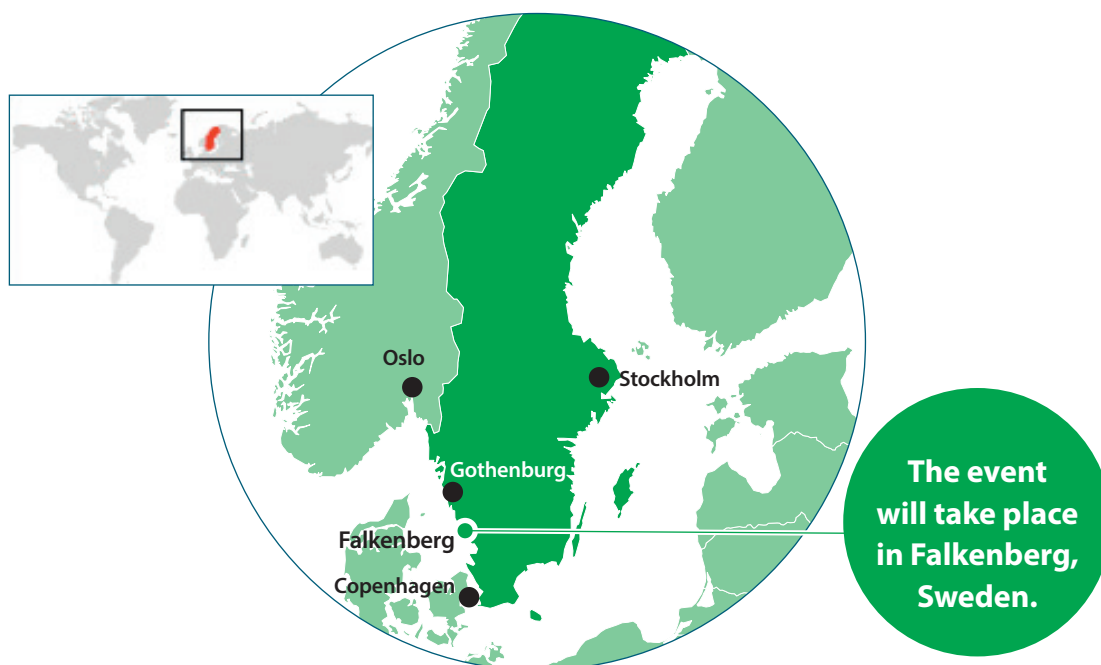 Oslo
Stockholm
Gothenburg
Falkenberg
Copenhagen
The event
will take place
in Falkenberg,
Sweden.